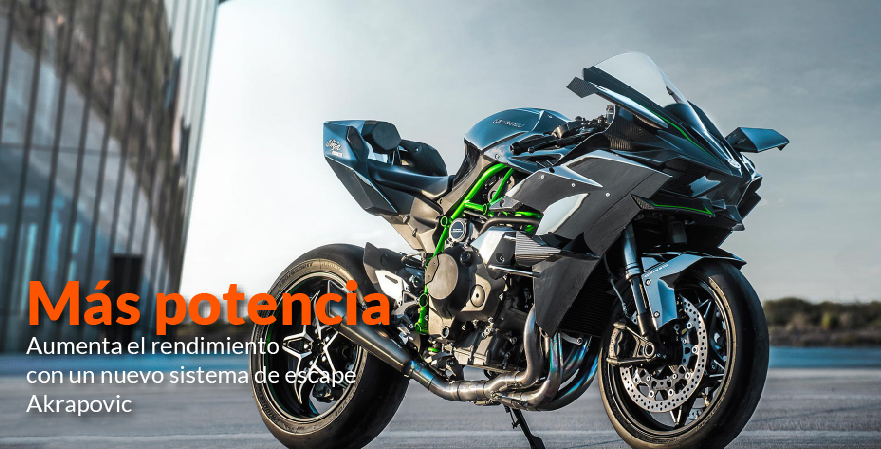 Más potencia
Aumenta el rendimiento
con un nuevo sistema de escape
Akrapovic